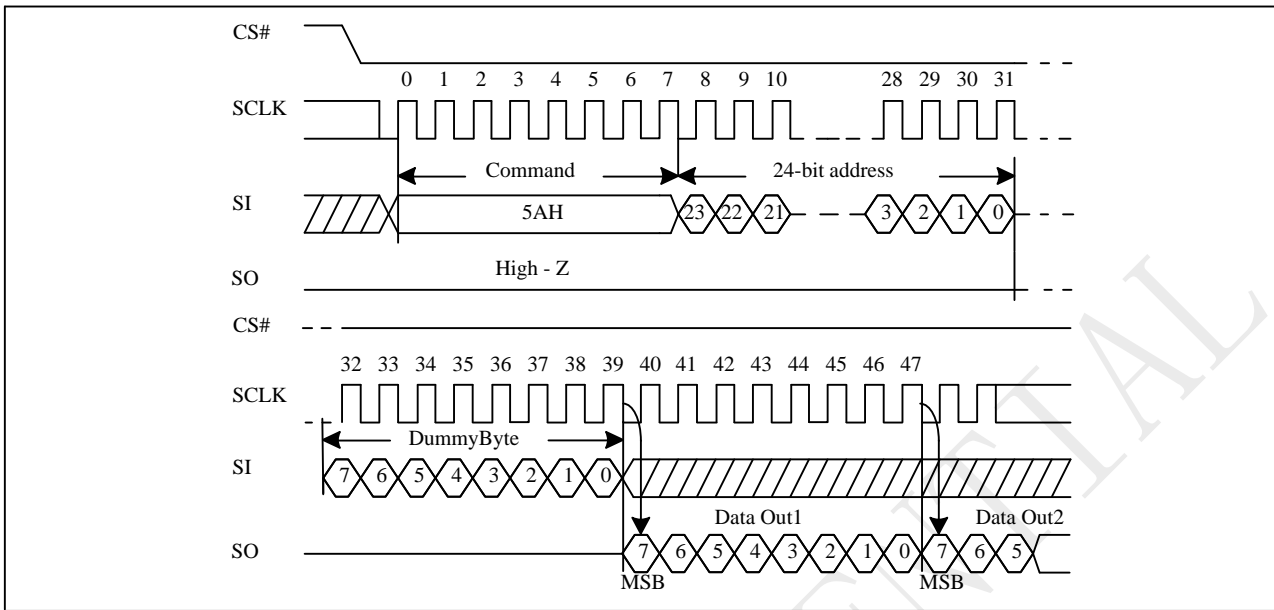 CS#
0 1 2 3 4 5 6 7 8 9 10 28 29 30 31
SCLK
Command 24-bit address
SI 5AH 23 22 21 3 2 1 0
High - Z
SO
CS#
32 33 34 35 36 37 38 39 40 41 42 43 44 45 46 47
SCLK
DummyByte
SI 7 6 5 4 3 2 1 0
Data Out1 Data Out2
SO 7 6 5 4 3 2 1 0 7 6 5
MSB MSB
ENTIAL